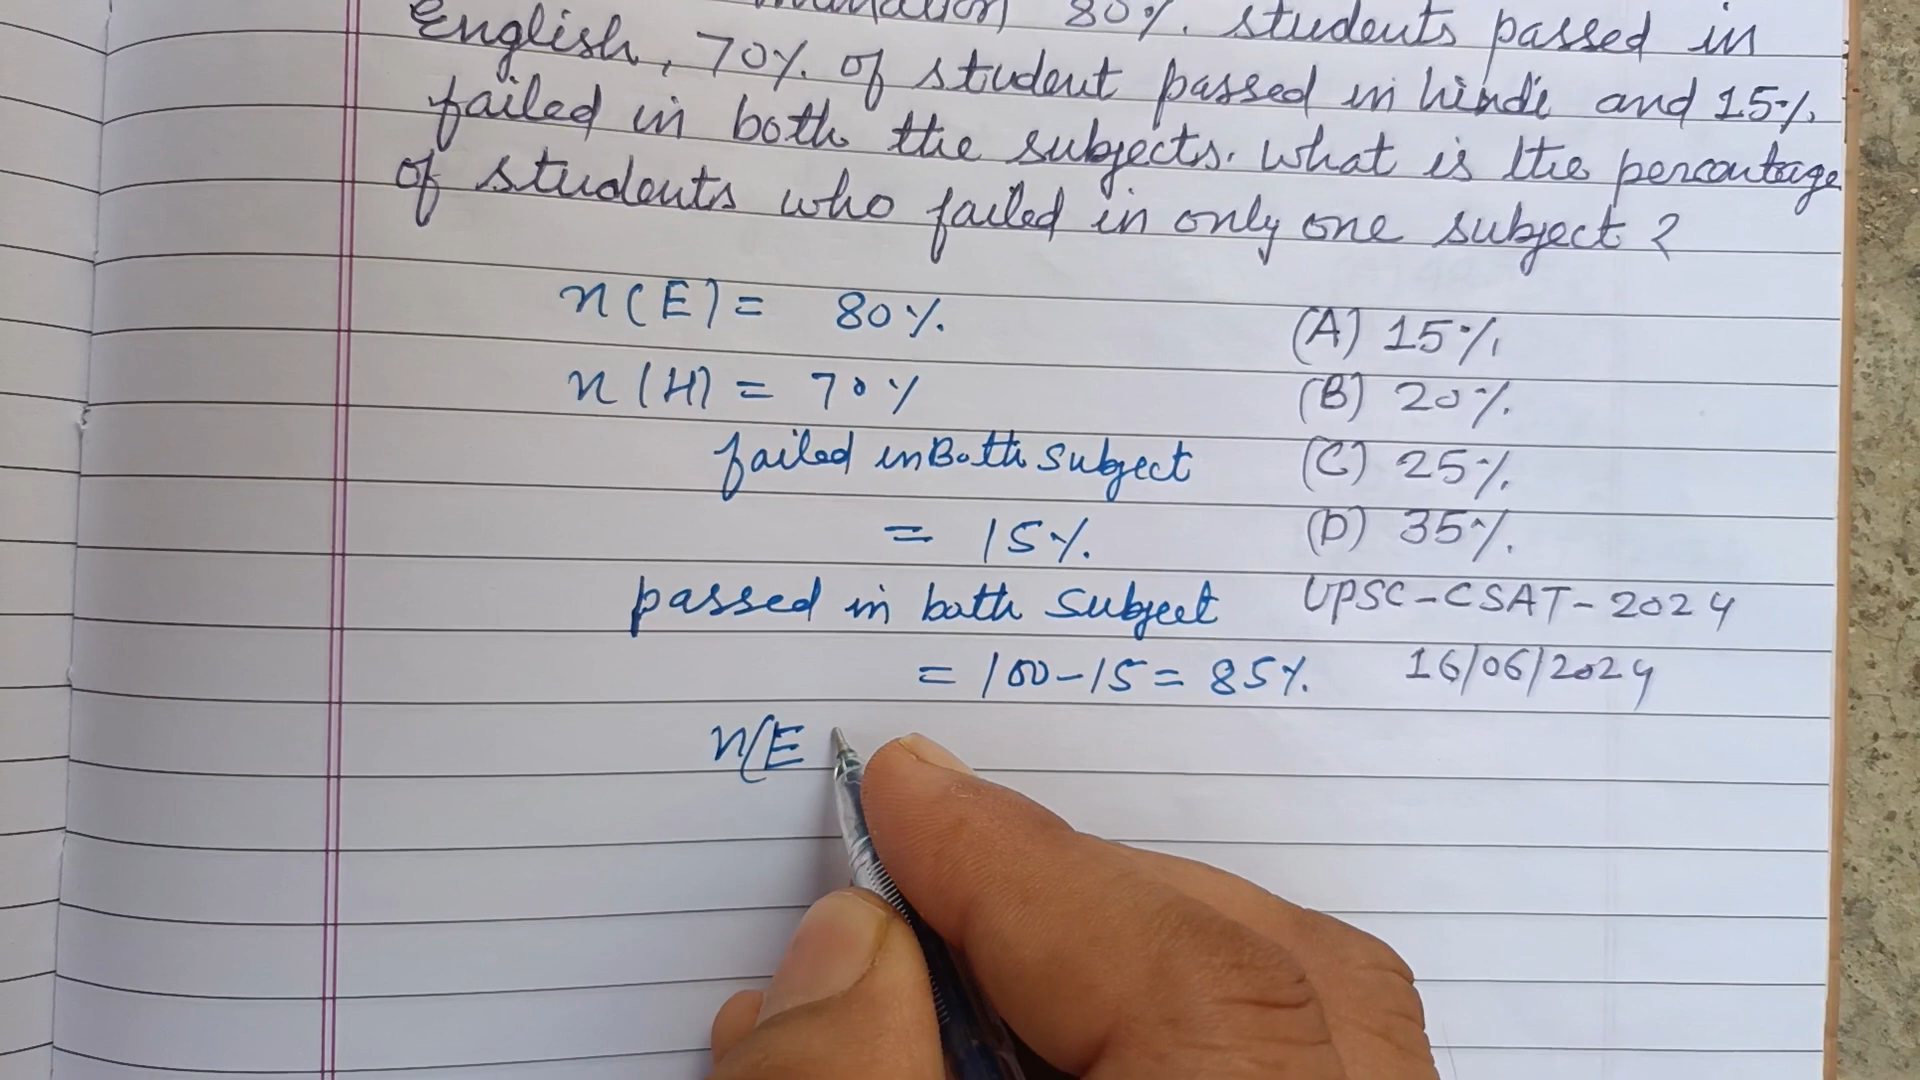 80%. students passed in
English, 70%. of student passed in hindi and 15%.
failed in both the subjects. What is the percentage
of students who failed in only one subject ?
n(E) = 80%.
(A) 15%.
n(H) = 70%
(B) 20%.
failed in Both subject
(C) 25%.
= 15%.
(D) 35%.
passed in both subject
UPSC-CSAT-2024
= 100-15 = 85%.
16/06/2024
n(E